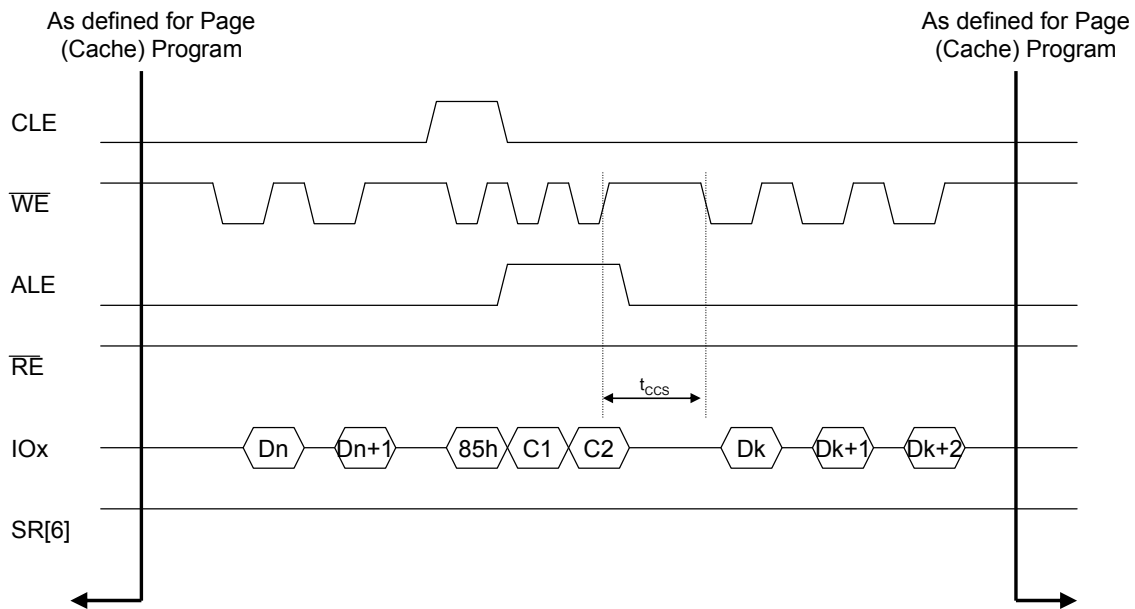 As defined for Page
(Cache) Program
As defined for Page
(Cache) Program
CLE
WE
ALE
RE
tCCS
IOx
Dn
Dn+1
85h
C1
C2
Dk
Dk+1
Dk+2
SR[6]